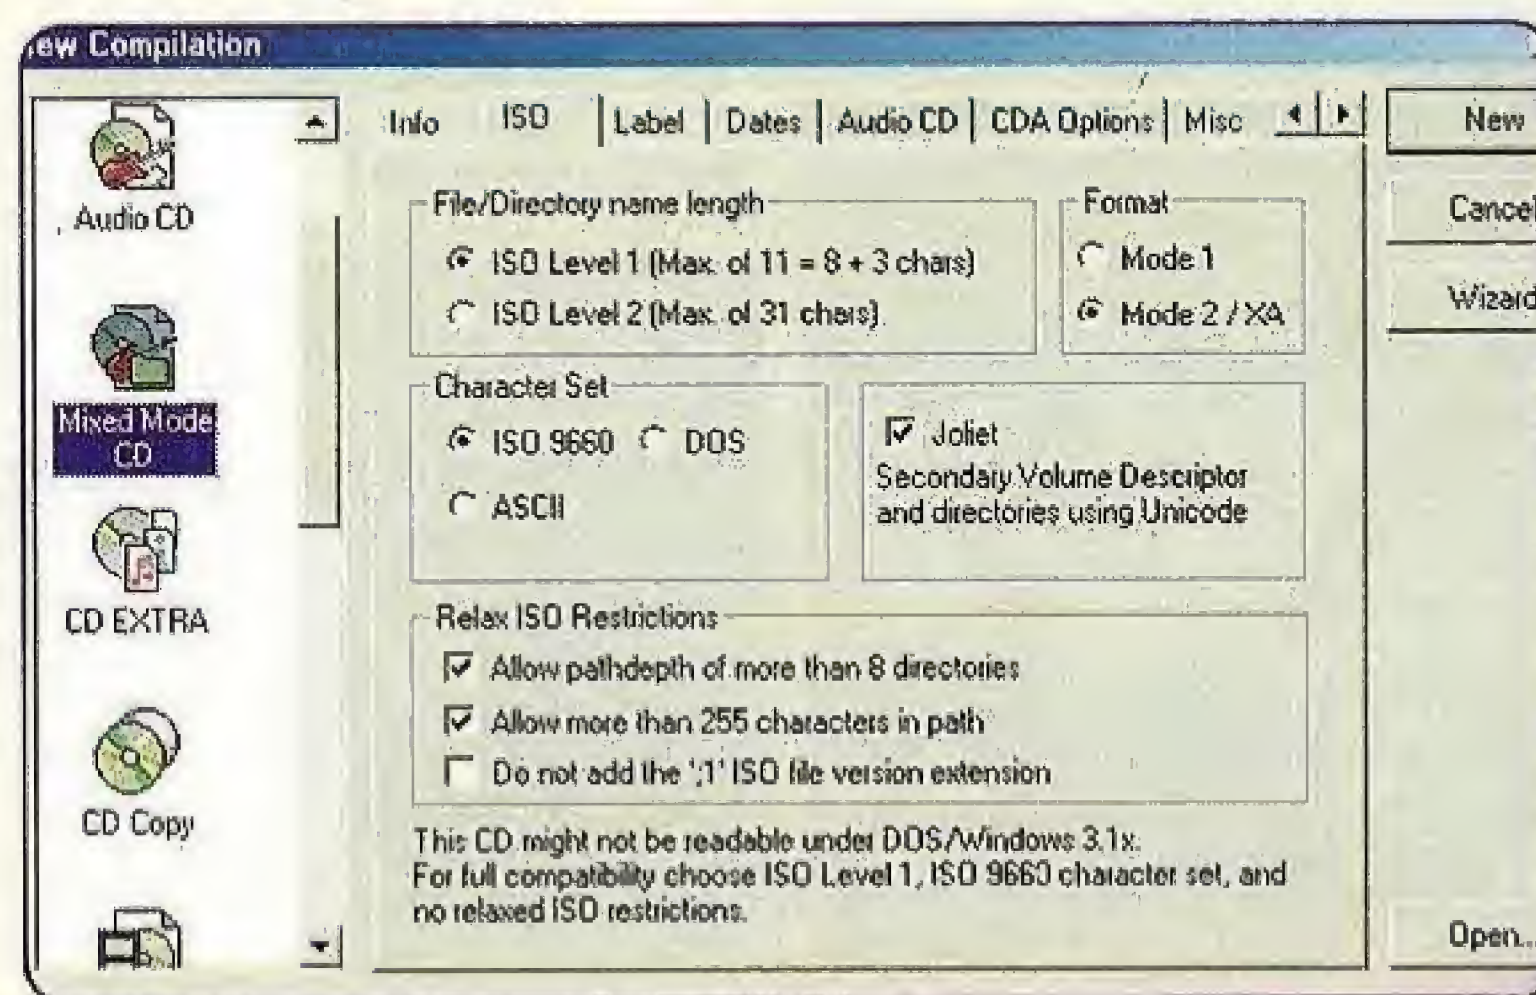 ew Compilation
Audio CD
Mixed Mode
CD
CD EXTRA
CD Copy
Info
ISO
Label
Dates
Audio CD
CDA Options
Misc
File/Directory name length
ISO Level 1 (Max. of 11 = 8 + 3 chars)
ISO Level 2 (Max. of 31 chars)
Format
Mode 1
Mode 2 / XA
Character Set
ISO 9660
DOS
ASCII
Joliet
Secondary Volume Descriptor
and directories using Unicode
Relax ISO Restrictions
Allow pathdepth of more than 8 directories
Allow more than 255 characters in path
Do not add the ';1' ISO file version extension
This CD might not be readable under DOS/Windows 3.1x.
For full compatibility choose ISO Level 1, ISO 9660 character set, and
no relaxed ISO restrictions.
New
Cancel
Wizard
Open...